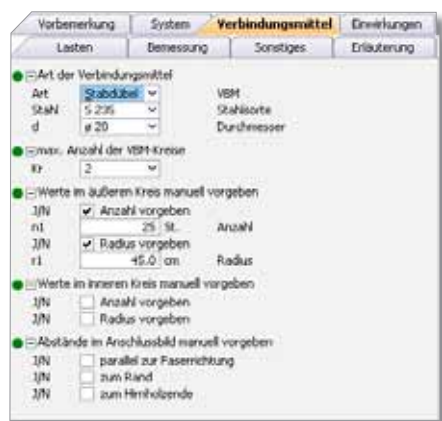 Vorbemerkung System Verbindungsmittel Einwirkungen
Lasten Bemessung Sonstiges Erläuterung
Art der Verbindungsmittel
Art Stabdübel VBM
Stahl S 235 Stahlsorte
d ø 20 Durchmesser
max. Anzahl der VBM-Kreise
Kr 2
Werte im äußeren Kreis manuell vorgeben
J/N Anzahl vorgeben
n1 25 St. Anzahl
J/N Radius vorgeben
r1 45.0 cm Radius
Werte im inneren Kreis manuell vorgeben
J/N Anzahl vorgeben
J/N Radius vorgeben
Abstände im Anschlussbild manuell vorgeben
J/N parallel zur Faserrichtung
J/N zum Rand
J/N zum Hirnholzende